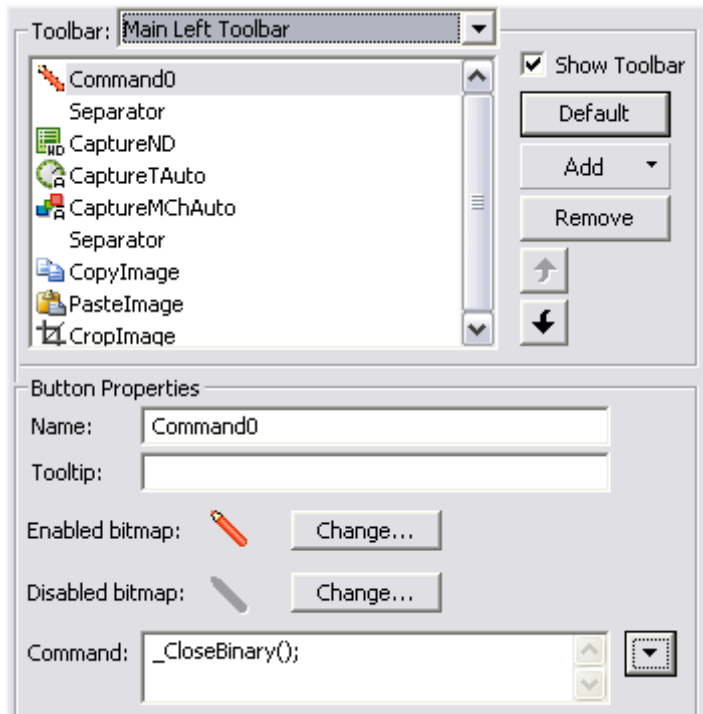 Toolbar: Main Left Toolbar
Show Toolbar
Command0
Separator
CaptureND
CaptureTAuto
CaptureMChAuto
Separator
CopyImage
PasteImage
CropImage
Default
Add
Remove
Button Properties
Name: Command0
Tooltip:
Enabled bitmap: Change...
Disabled bitmap: Change...
Command: _CloseBinary();